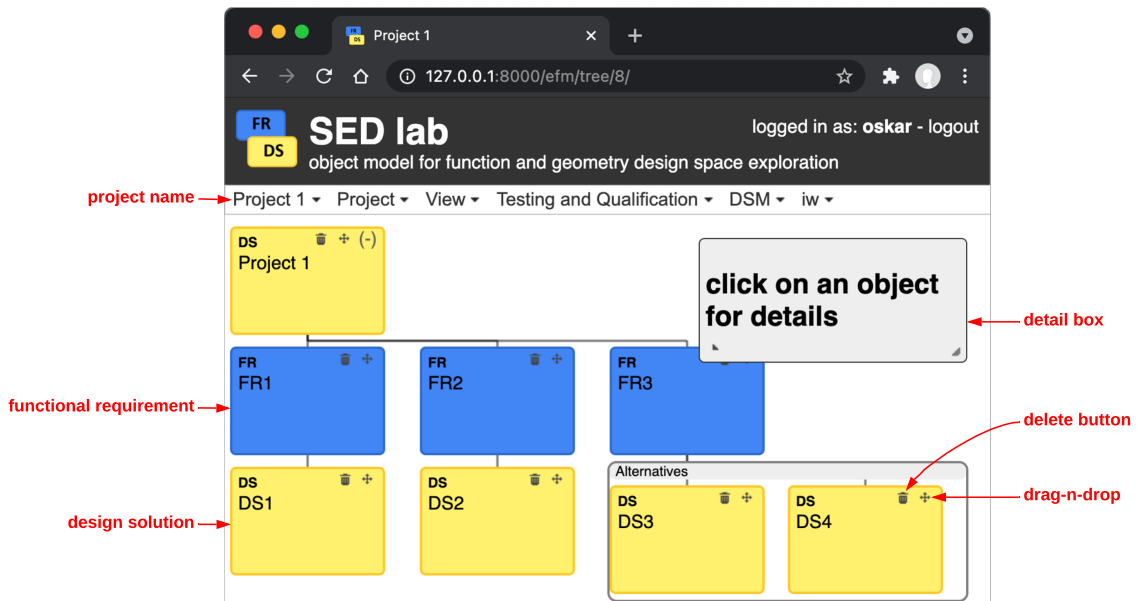 Project 1
127.0.0.1:8000/efm/tree/8/
FR
DS
SED lab
object model for function and geometry design space exploration
logged in as: oskar - logout
project name
Project 1
Project
View
Testing and Qualification
DSM
iw
DS
(-)
Project 1
click on an object
for details
detail box
FR
FR1
FR
FR2
FR
FR3
functional requirement
delete button
Alternatives
DS
DS1
DS
DS2
DS
DS3
DS
DS4
drag-n-drop
design solution